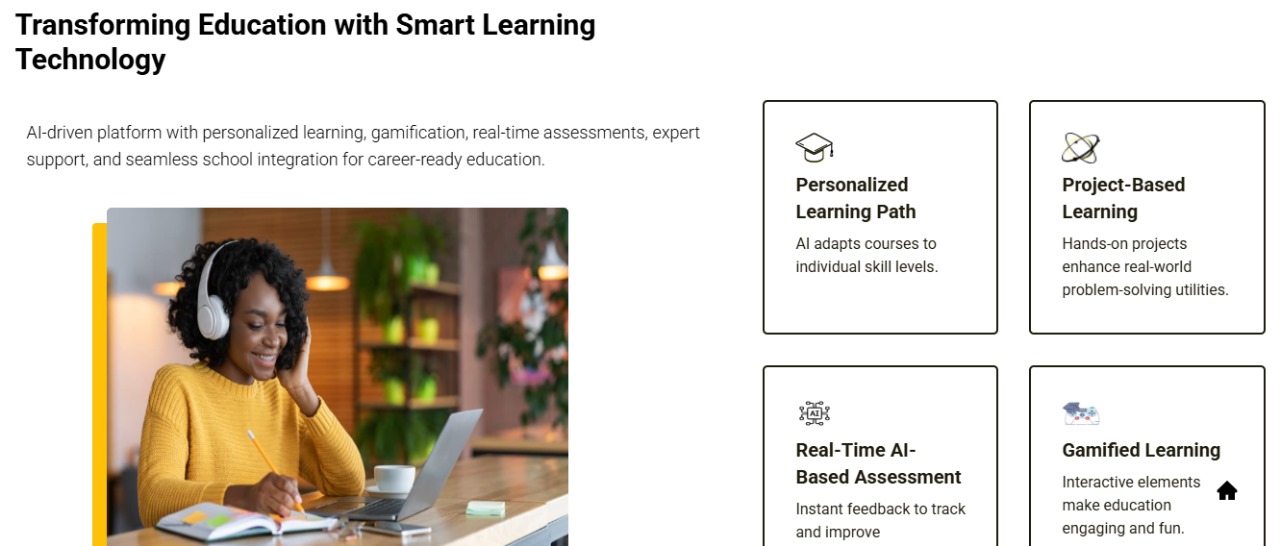 Transforming Education with Smart Learning
Technology
AI-driven platform with personalized learning, gamification, real-time assessments, expert
support, and seamless school integration for career-ready education.
Personalized
Learning Path
AI adapts courses to
individual skill levels.
Project-Based
Learning
Hands-on projects
enhance real-world
problem-solving utilities.
AI
Real-Time AI-
Based Assessment
Instant feedback to track
and improve
Gamified Learning
Interactive elements
make education
engaging and fun.